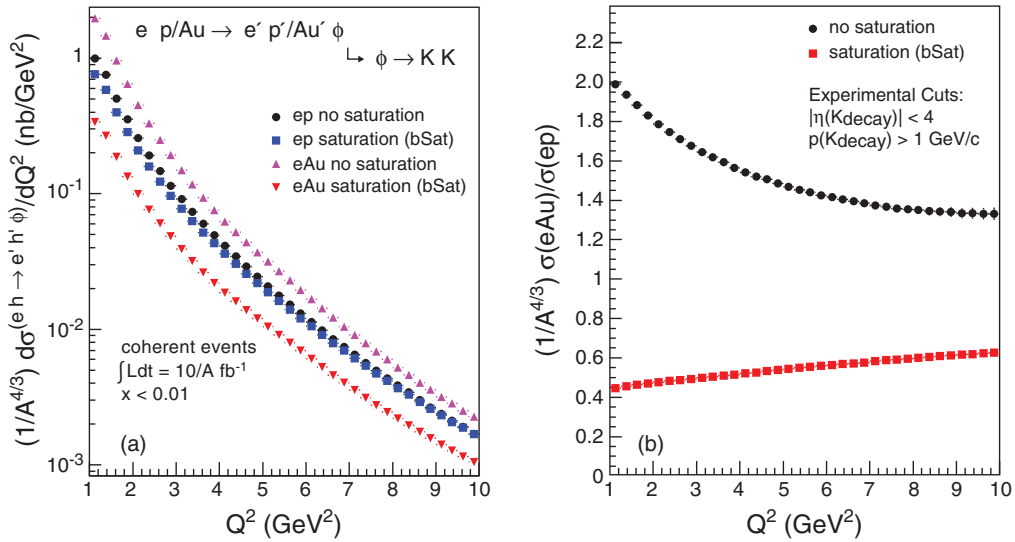 (1/A^4/3) dσ^(e h → e' h' ϕ)/dQ² (nb/GeV²)
1
10⁻¹
10⁻²
10⁻³
e p/Au → e′ p′/Au′ ϕ
ϕ → K K
ep no saturation
ep saturation (bSat)
eAu no saturation
eAu saturation (bSat)
coherent events
∫Ldt = 10/A fb⁻¹
x < 0.01
(a)
1 2 3 4 5 6 7 8 9 10
Q² (GeV²)
(1/A^4/3) σ(eAu)/σ(ep)
2.2
2.0
1.8
1.6
1.4
1.2
1
0.8
0.6
0.4
0.2
0
no saturation
saturation (bSat)
Experimental Cuts:
|η(Kdecay)| < 4
p(Kdecay) > 1 GeV/c
(b)
1 2 3 4 5 6 7 8 9 10
Q² (GeV²)